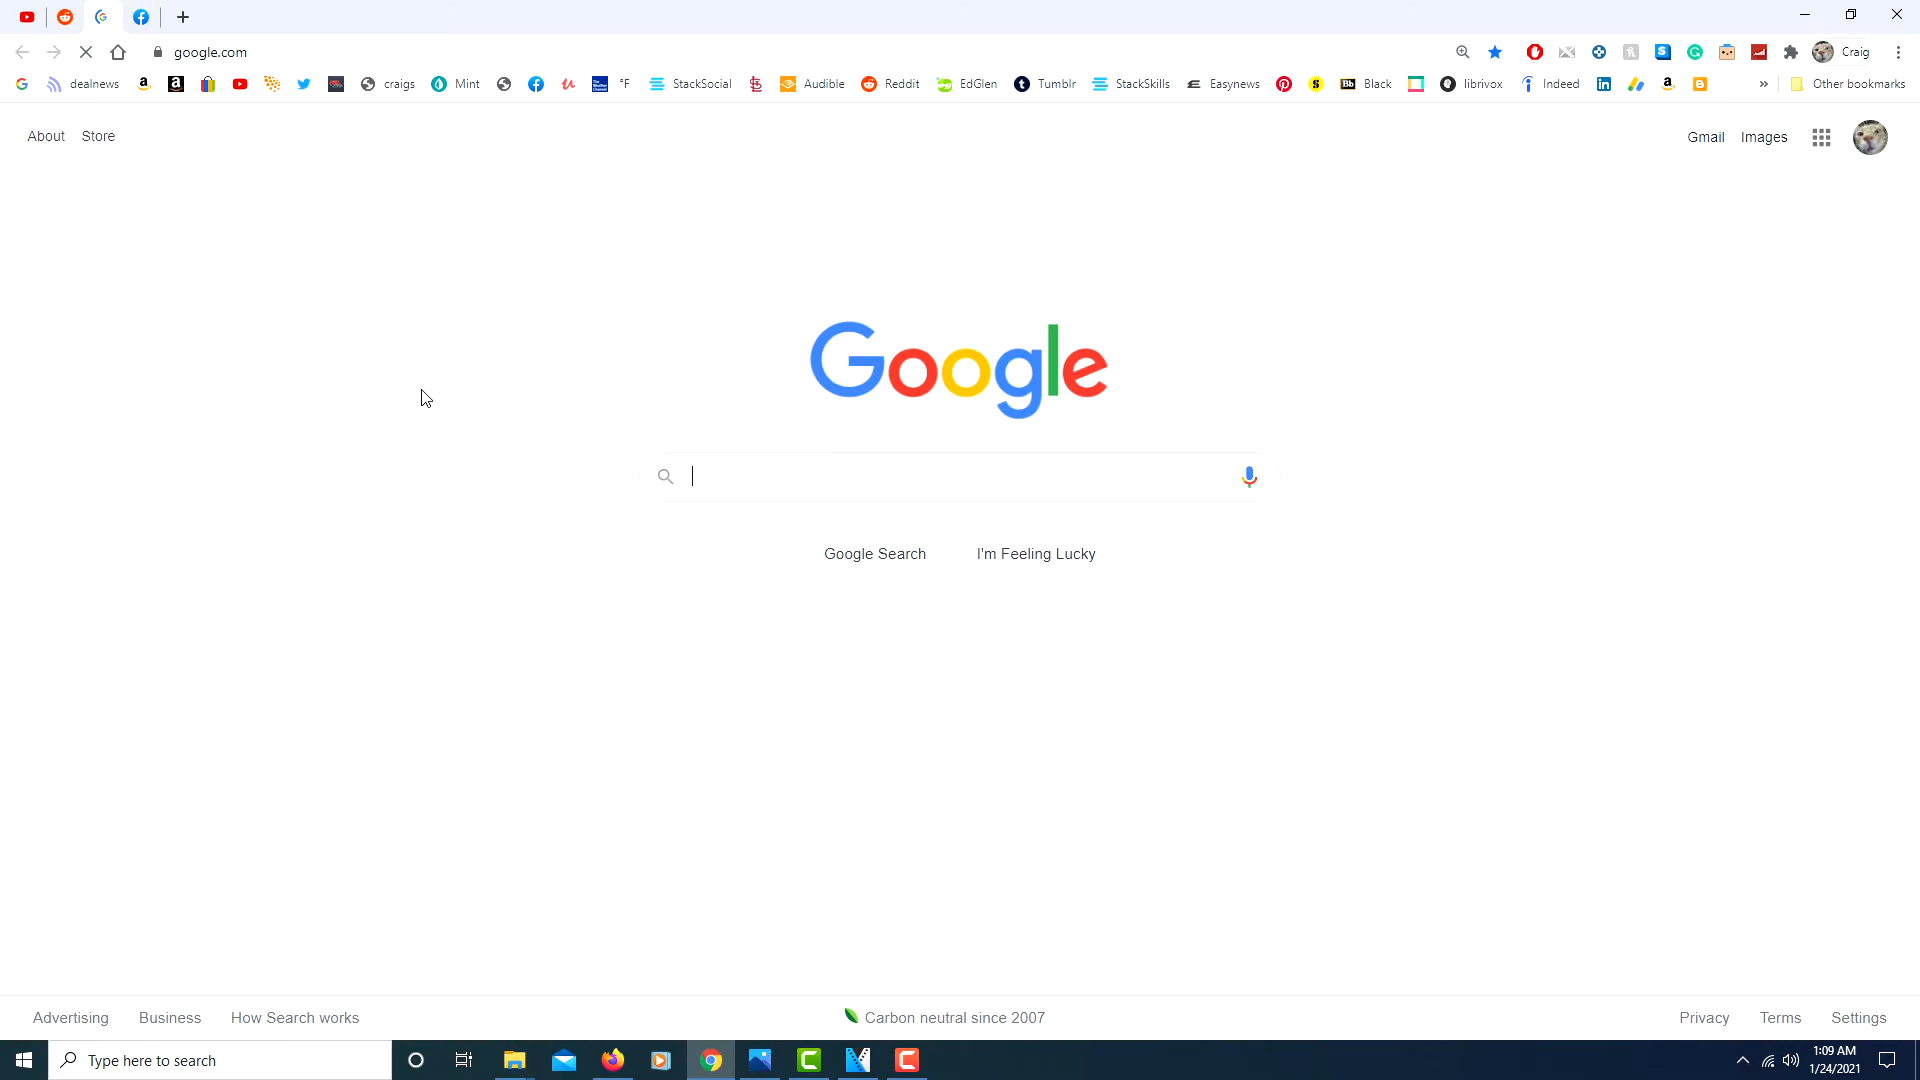 google.com
Craig
dealnews craigs Mint °F StackSocial Audible Reddit EdGlen Tumblr StackSkills Easynews Black librivox Indeed » Other bookmarks
About Store
Gmail Images
Google
Google Search I'm Feeling Lucky
Advertising Business How Search works
Carbon neutral since 2007
Privacy Terms Settings
Type here to search
1:09 AM
1/24/2021